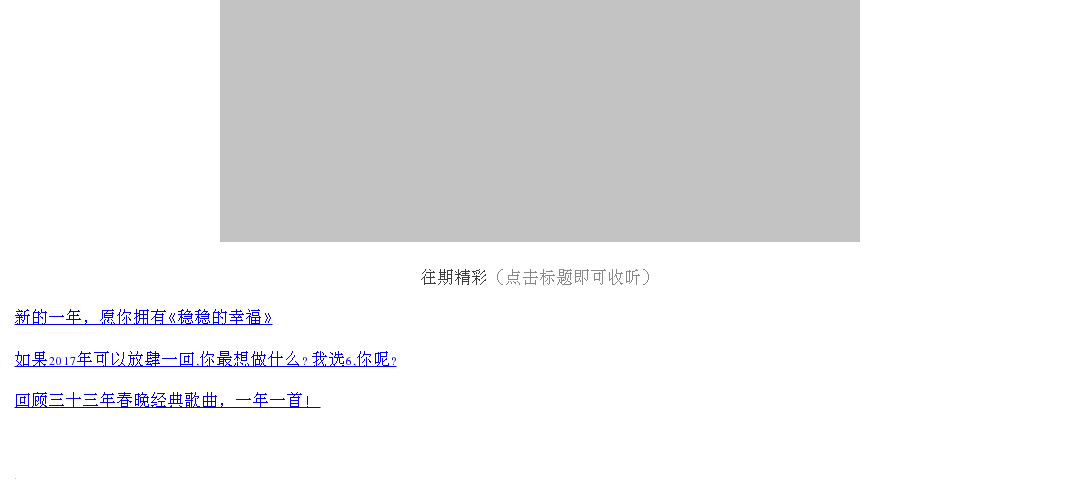 往期精彩（点击标题即可收听）
新的一年，愿你拥有《稳稳的幸福》
如果2017年可以放肆一回,你最想做什么? 我选6,你呢?
回顾三十三年春晚经典歌曲，一年一首！